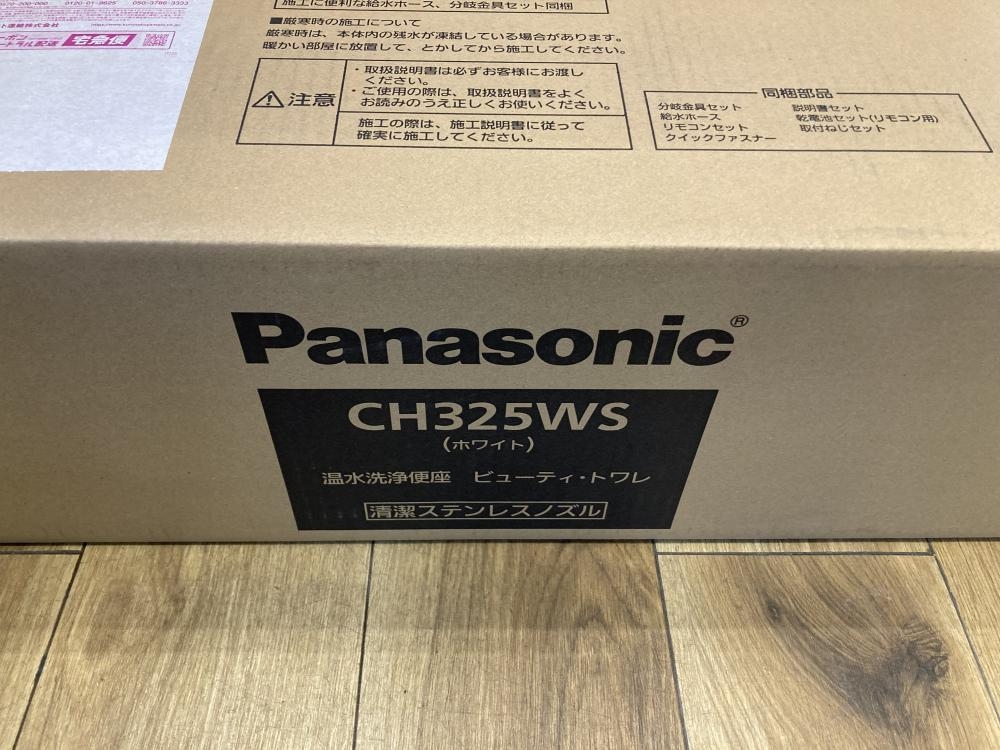 0120-01-9625 050-3786-3333
宅急便
施工に便利な給水ホース、分岐金具セット同梱
■厳寒時の施工について
厳寒時は、本体内の残水が凍結している場合があります。
暖かい部屋に放置して、とかしてから施工してください。
注意
・取扱説明書は必ずお客様にお渡し
ください。
・ご使用の際は、取扱説明書をよく
お読みのうえ正しくお使いください。
施工の際は、施工説明書に従って
確実に施工してください。
同梱部品
分岐金具セット 説明書セット
給水ホース 乾電池セット(リモコン用)
リモコンセット 取付ねじセット
クイックファスナー
Panasonic®
CH325WS
(ホワイト)
温水洗浄便座 ビューティ・トワレ
清潔ステンレスノズル